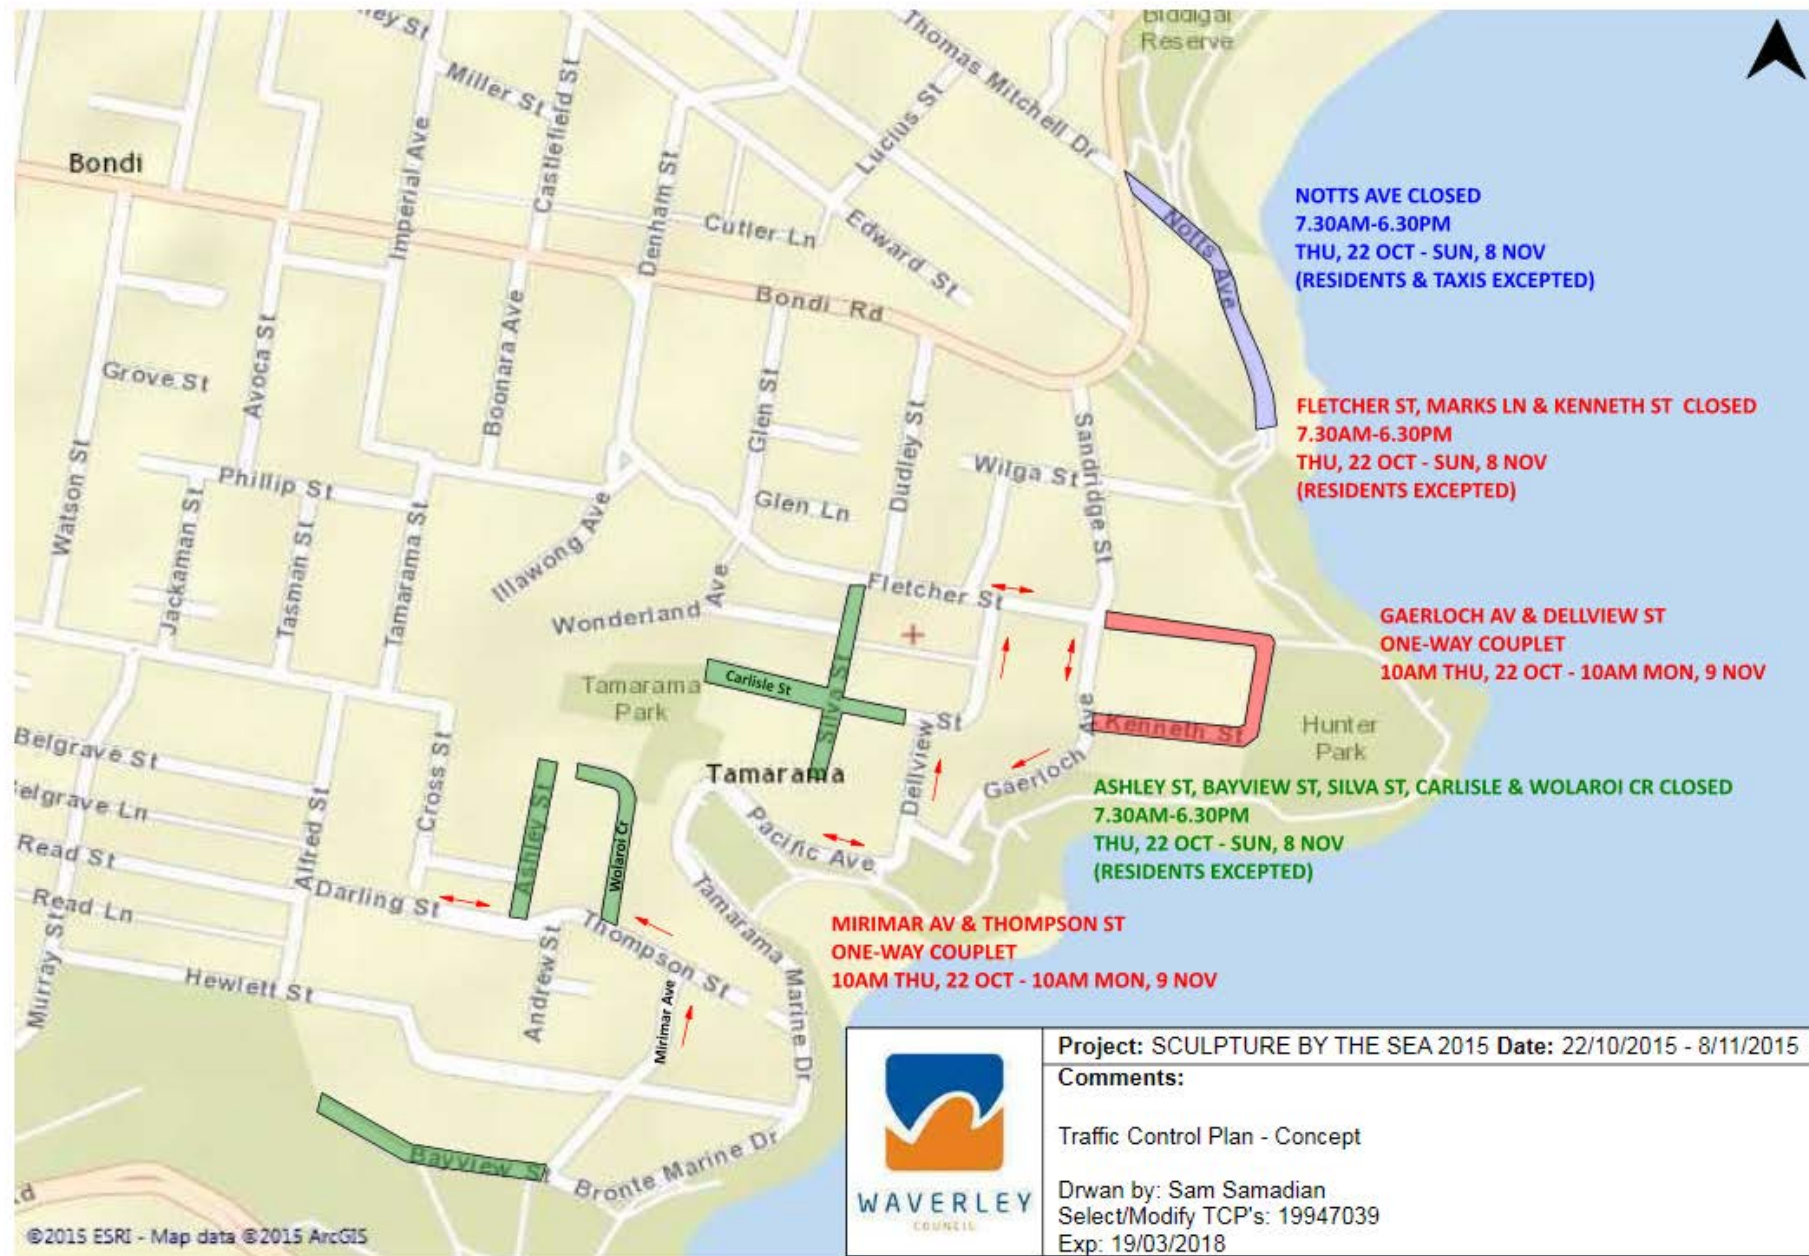 Biddigal
Reserve
Thomas Mitchell Dr
Miller St
Castlefield St
Imperial Ave
Denham St
Lucius St
Bondi
Cutler Ln
Edward St
Notts Ave
NOTTS AVE CLOSED
7.30AM-6.30PM
THU, 22 OCT - SUN, 8 NOV
(RESIDENTS & TAXIS EXCEPTED)
Bondi Rd
Grove St
Avoca St
Boonara Ave
Glen St
Dudley St
Sandridge St
FLETCHER ST, MARKS LN & KENNETH ST CLOSED
7.30AM-6.30PM
THU, 22 OCT - SUN, 8 NOV
(RESIDENTS EXCEPTED)
Watson St
Phillip St
Wilga St
Glen Ln
Jackaman St
Tasman St
Tamarama St
Illawong Ave
Wonderland Ave
Fletcher St
GAERLOCH AV & DELLVIEW ST
ONE-WAY COUPLET
10AM THU, 22 OCT - 10AM MON, 9 NOV
Tamarama
Park
Carlisle St
Silva St
St
Kenneth St
Hunter
Park
Belgrave St
Cross St
Tamarama
Dellview
Gaerloch Ave
ASHLEY ST, BAYVIEW ST, SILVA ST, CARLISLE & WOLAROI CR CLOSED
7.30AM-6.30PM
THU, 22 OCT - SUN, 8 NOV
(RESIDENTS EXCEPTED)
elgrave Ln
Alfred St
Ashley St
Wolaroi Cr
Pacific Ave
Read St
Darling St
Read Ln
Thompson St
Tamarama Marine Dr
MIRIMAR AV & THOMPSON ST
ONE-WAY COUPLET
10AM THU, 22 OCT - 10AM MON, 9 NOV
Murray St
Hewlett St
Andrew St
Mirimar Ave
Bayview St
Bronte Marine Dr
WAVERLEY
COUNCIL
Project: SCULPTURE BY THE SEA 2015 Date: 22/10/2015 - 8/11/2015
Comments:
Traffic Control Plan - Concept
Drwan by: Sam Samadian
Select/Modify TCP's: 19947039
Exp: 19/03/2018
©2015 ESRI - Map data ©2015 ArcGIS